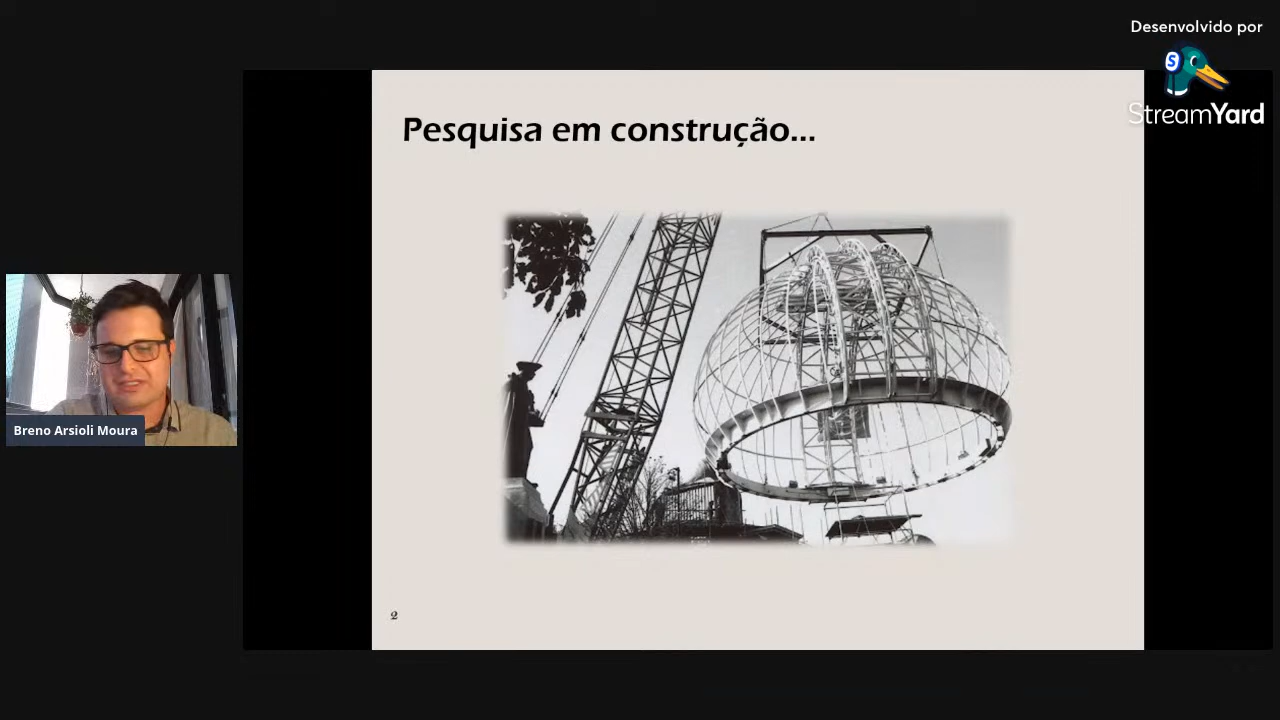 Desenvolvido por
S
StreamYard
Pesquisa em construção...
Breno Arsioli Moura
2